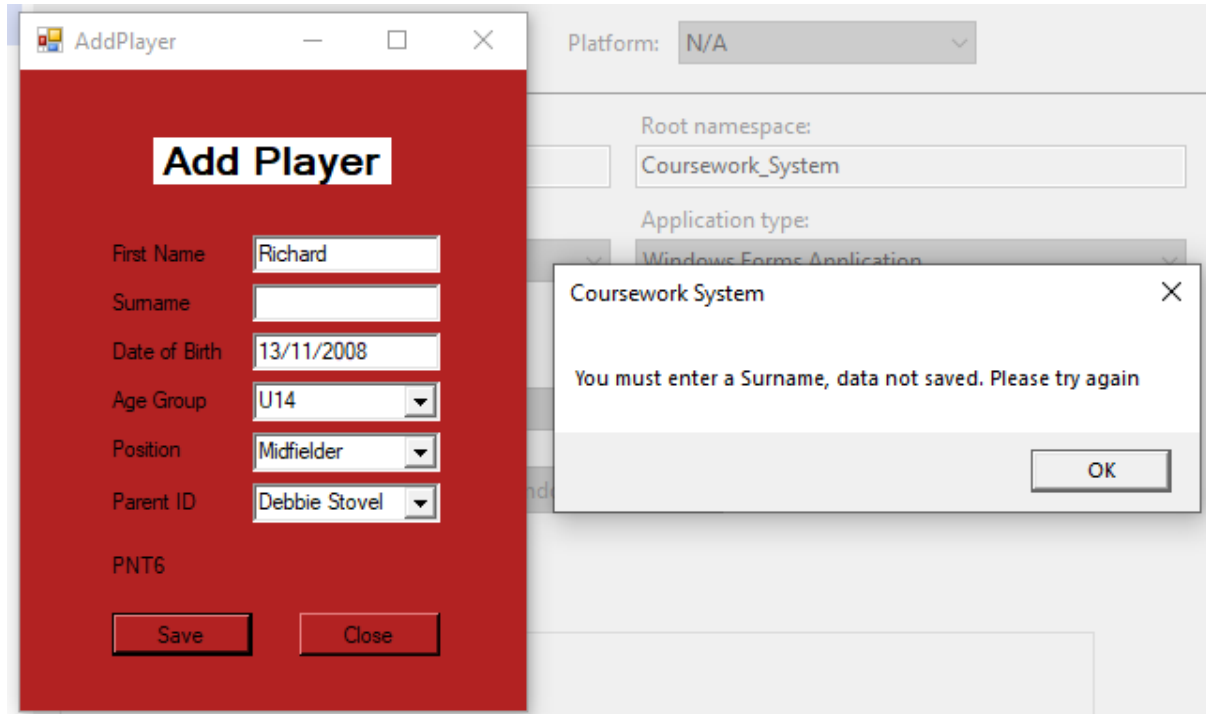 AddPlayer
Add Player
First Name Richard
Surname
Date of Birth 13/11/2008
Age Group U14
Position Midfielder
Parent ID Debbie Stovel
PNT6
Save Close
Platform: N/A
Root namespace:
Coursework_System
Application type:
Windows Forms Application
Coursework System
You must enter a Surname, data not saved. Please try again
OK